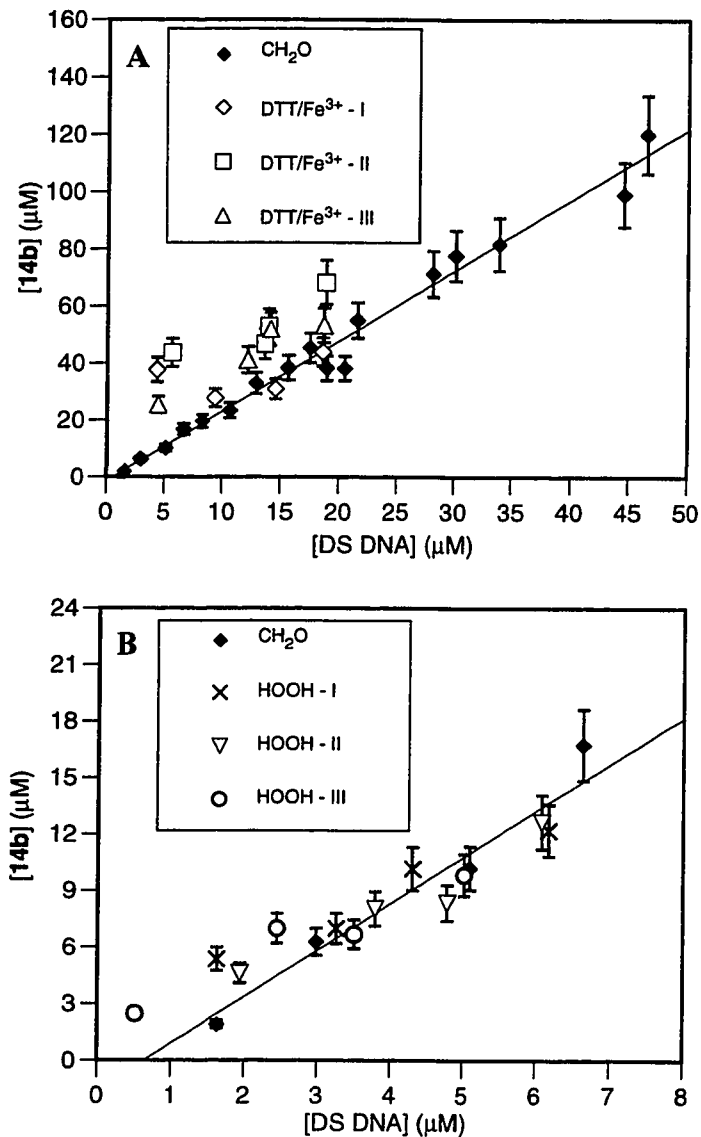 A
CH₂O
DTT/Fe³⁺ - I
DTT/Fe³⁺ - II
DTT/Fe³⁺ - III
160
140
120
100
80
60
40
20
0
[14b] (μM)
0 5 10 15 20 25 30 35 40 45 50
[DS DNA] (μM)
B
CH₂O
HOOH - I
HOOH - II
HOOH - III
24
21
18
15
12
9
6
3
0
[14b] (μM)
0 1 2 3 4 5 6 7 8
[DS DNA] (μM)